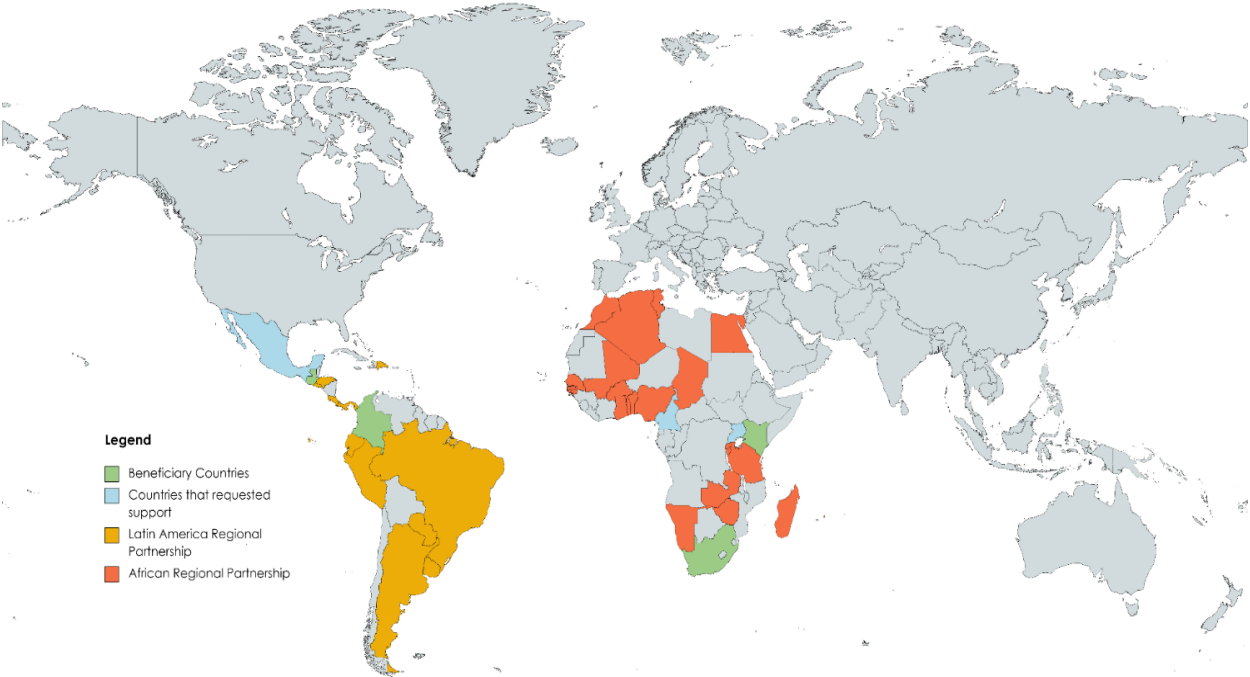 Legend
Beneficiary Countries
Countries that requested
support
Latin America Regional
Partnership
African Regional Partnership